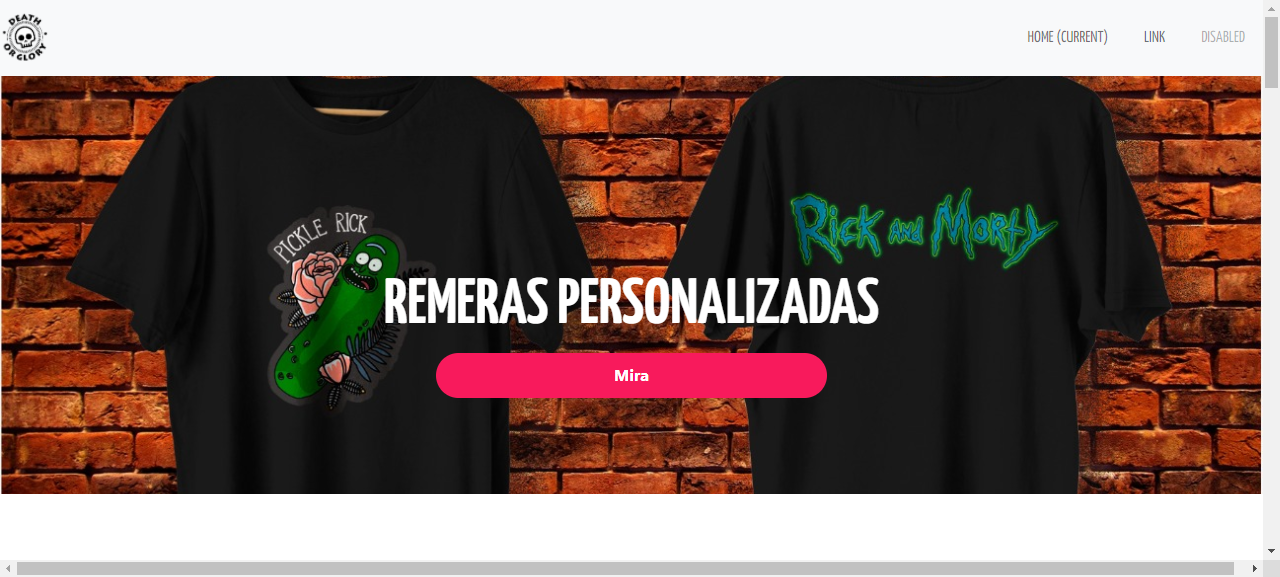 DEATH
OR GLORY
HOME (CURRENT)
LINK
DISABLED
PICKLE RICK
Rick and Morty
REMERAS PERSONALIZADAS
Mira